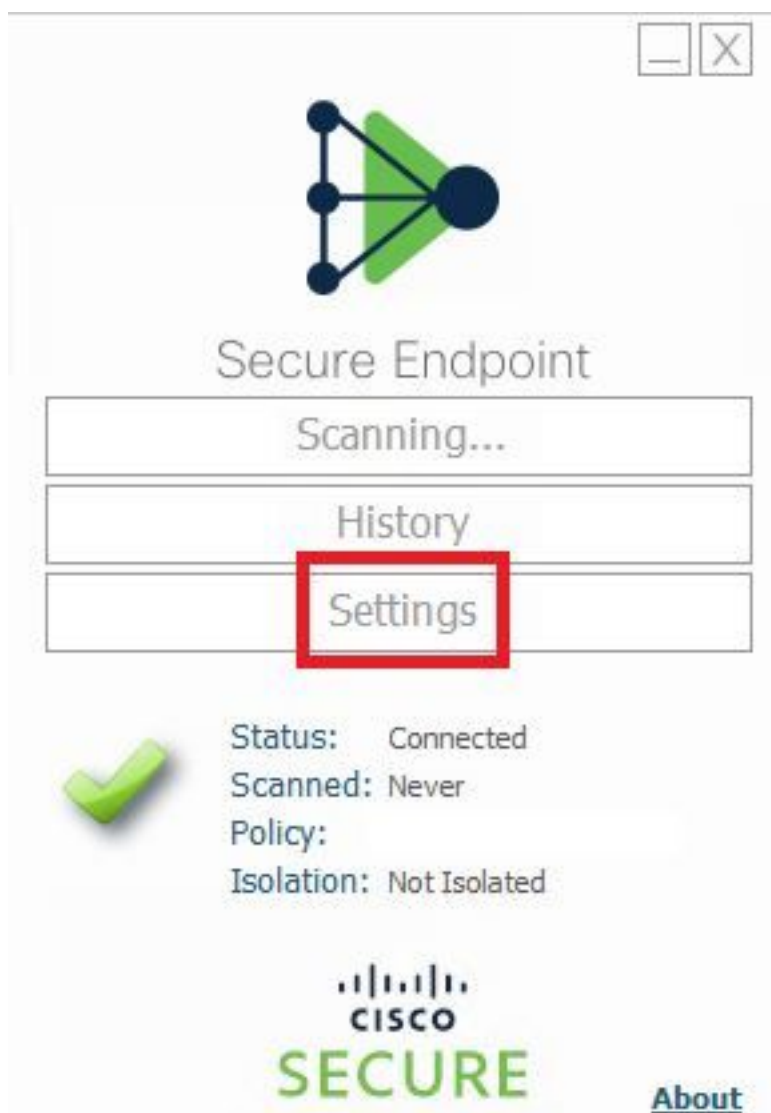 _ X
Secure Endpoint
Scanning...
History
Settings
Status: Connected
Scanned: Never
Policy:
Isolation: Not Isolated
CISCO
SECURE
About